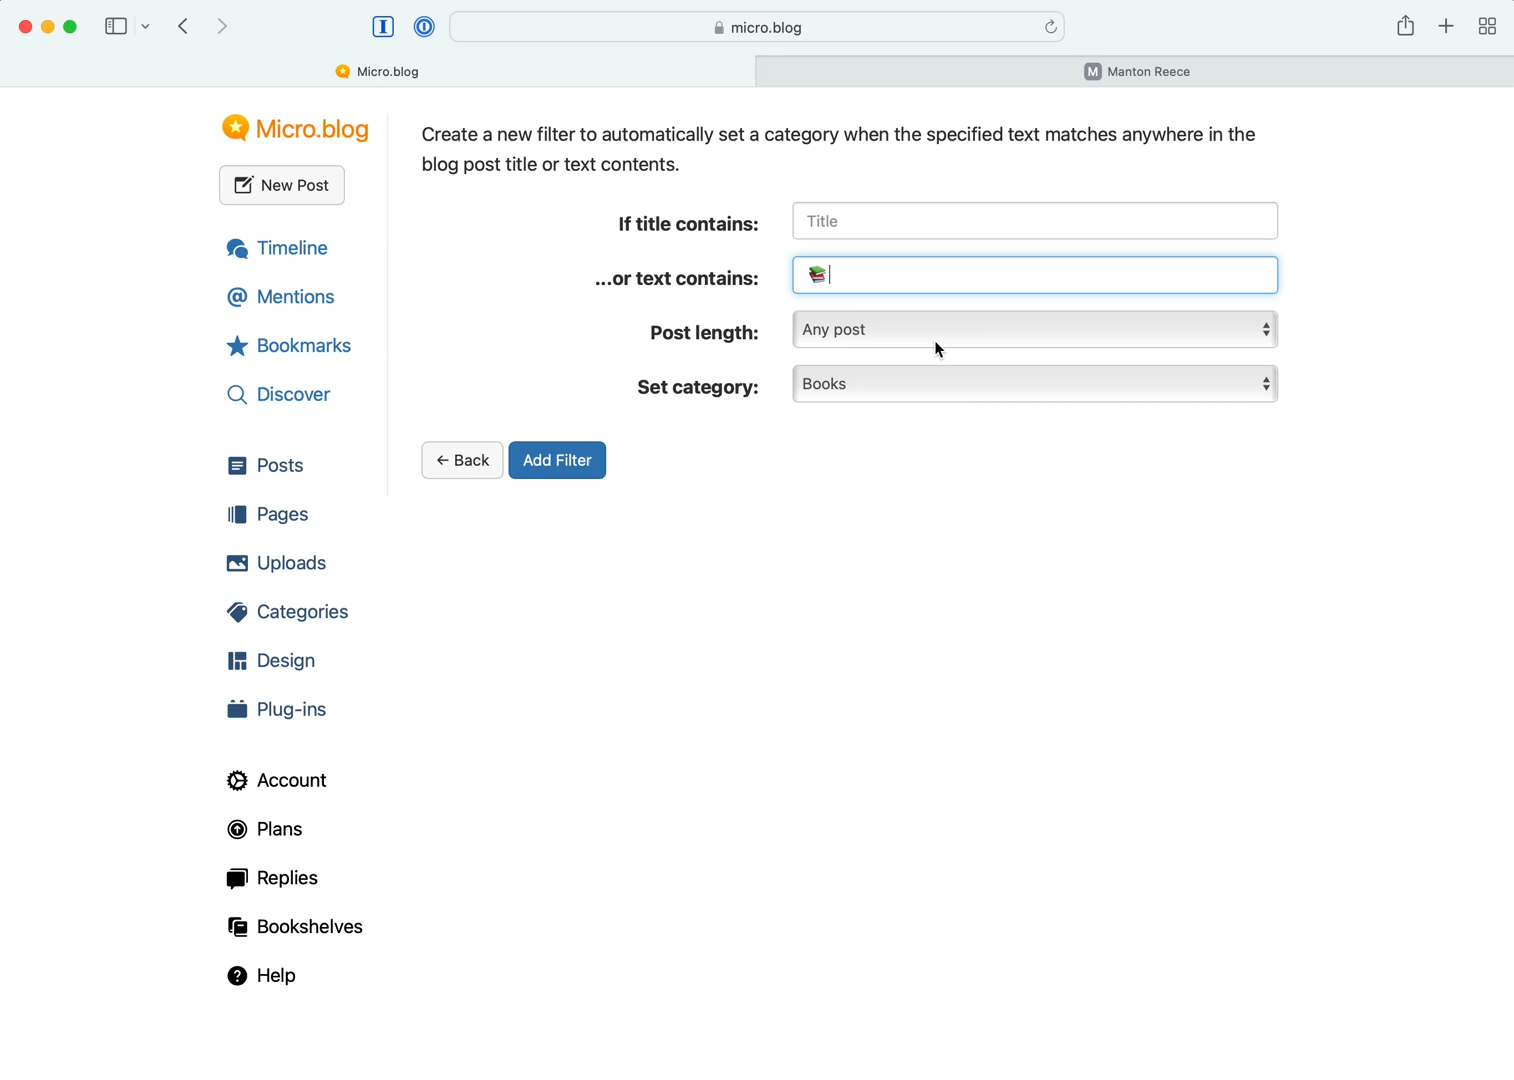 micro.blog
Micro.blog
Manton Reece
Micro.blog
New Post
Timeline
Mentions
Bookmarks
Discover
Posts
Pages
Uploads
Categories
Design
Plug-ins
Account
Plans
Replies
Bookshelves
Help
Create a new filter to automatically set a category when the specified text matches anywhere in the
blog post title or text contents.
If title contains: Title
...or text contains: 📚
Post length: Any post
Set category: Books
← Back Add Filter